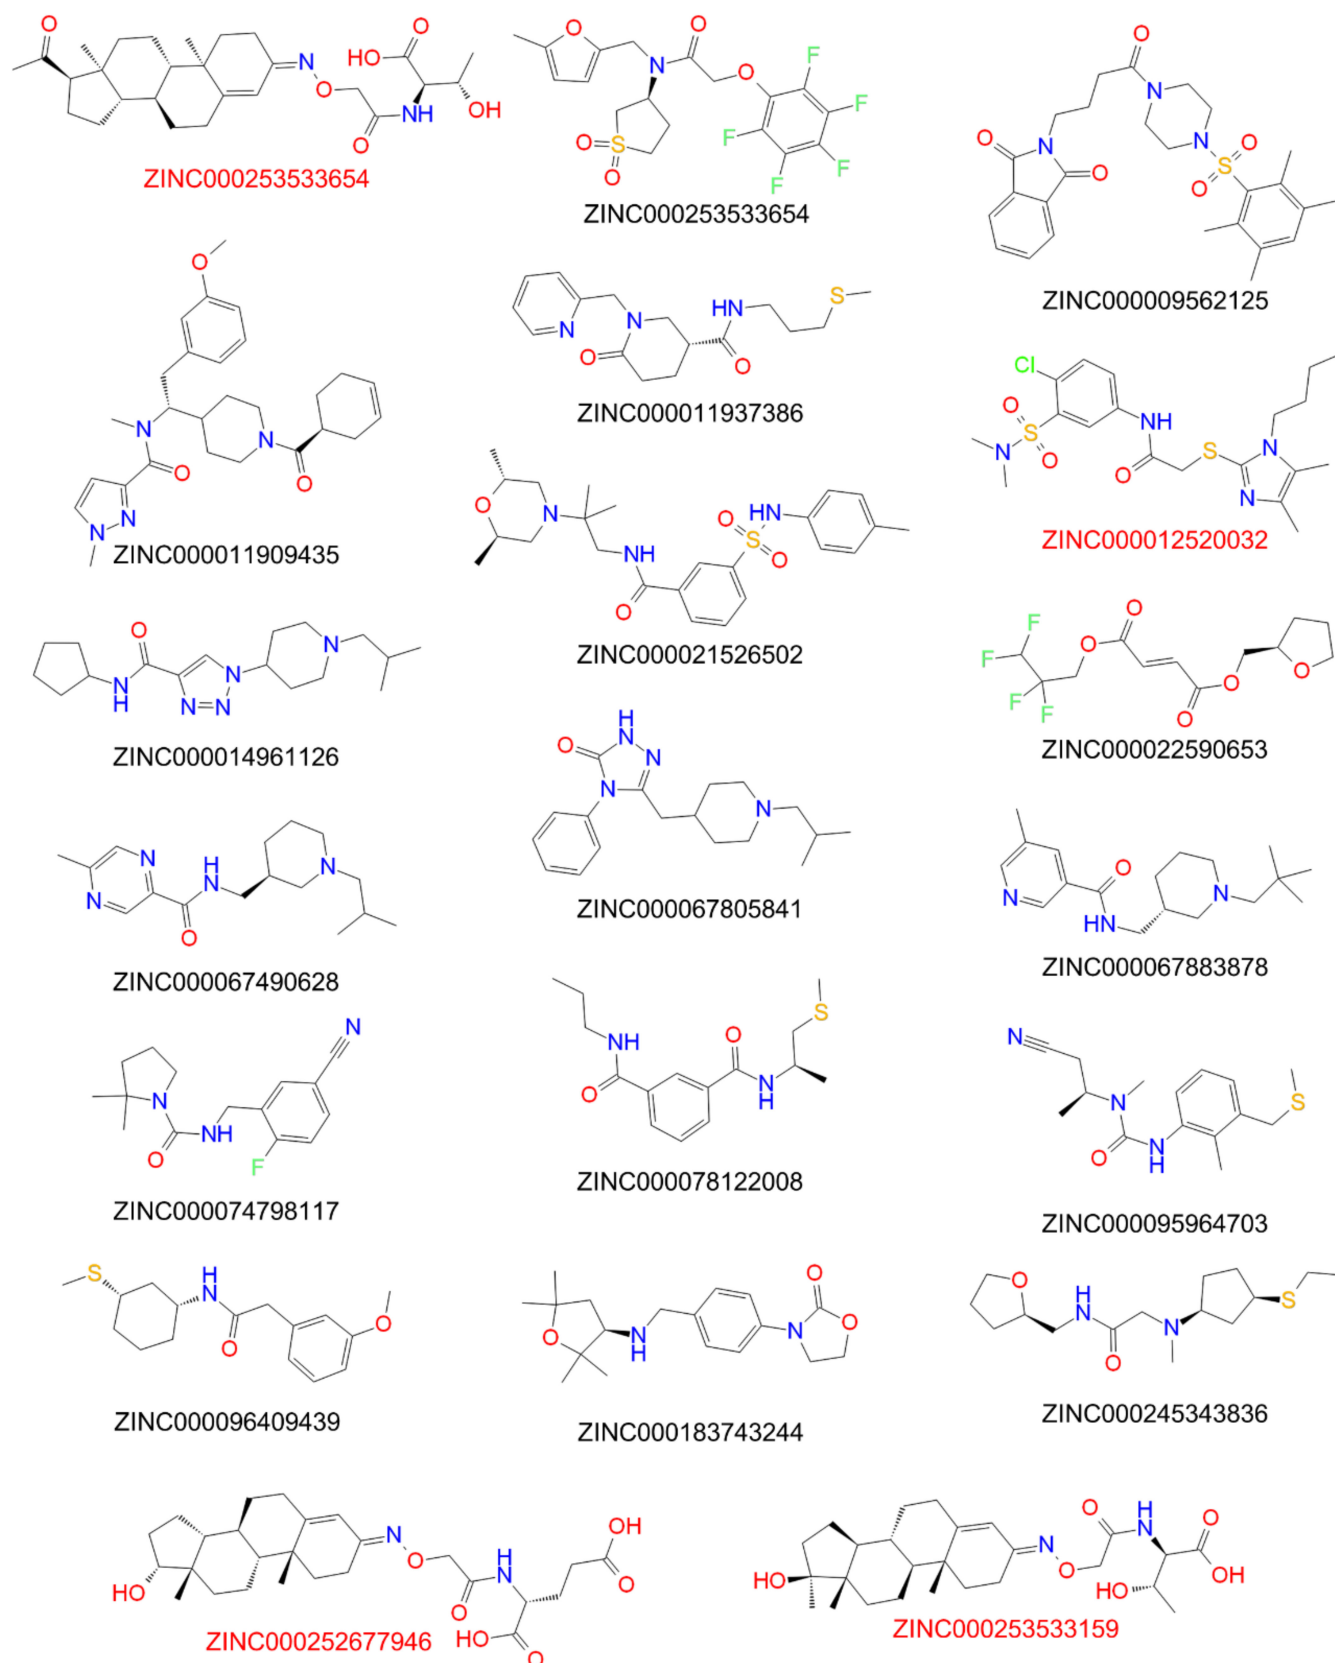 ZINC000253533654
ZINC000253533654
ZINC000009562125
ZINC000011909435
ZINC000011937386
ZINC000012520032
ZINC000021526502
ZINC000014961126
ZINC000022590653
ZINC000067805841
ZINC000067490628
ZINC000067883878
ZINC000074798117
ZINC000078122008
ZINC000095964703
ZINC000096409439
ZINC000183743244
ZINC000245343836
ZINC000252677946
ZINC000253533159